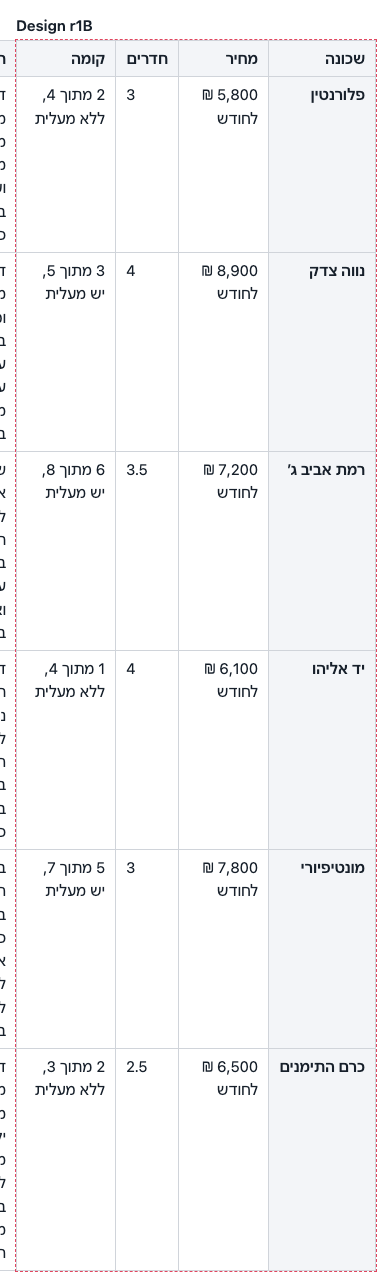 Design r1B
שכונה מחיר חדרים קומה
פלורנטין 5,800 ₪ 3 2 מתוך 4,
לחודש ללא מעלית
נווה צדק 8,900 ₪ 4 3 מתוך 5,
לחודש יש מעלית
רמת אביב ג׳ 7,200 ₪ 3.5 6 מתוך 8,
לחודש יש מעלית
יד אליהו 6,100 ₪ 4 1 מתוך 4,
לחודש ללא מעלית
מונטיפיורי 7,800 ₪ 3 5 מתוך 7,
לחודש יש מעלית
כרם התימנים 6,500 ₪ 2.5 2 מתוך 3,
לחודש ללא מעלית